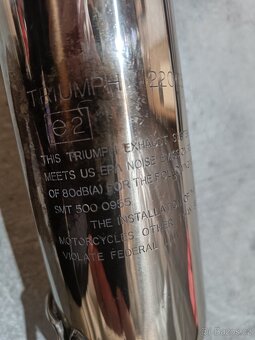 TRIUMPH 220
e2
THIS TRIUMPH EXHAUST
MEETS US EPA NOISE
OF 80dB(A) FOR THE
SMT 500 0955
THE INSTALLATION OF
MOTORCYCLES OTHER
VIOLATE FEDERAL